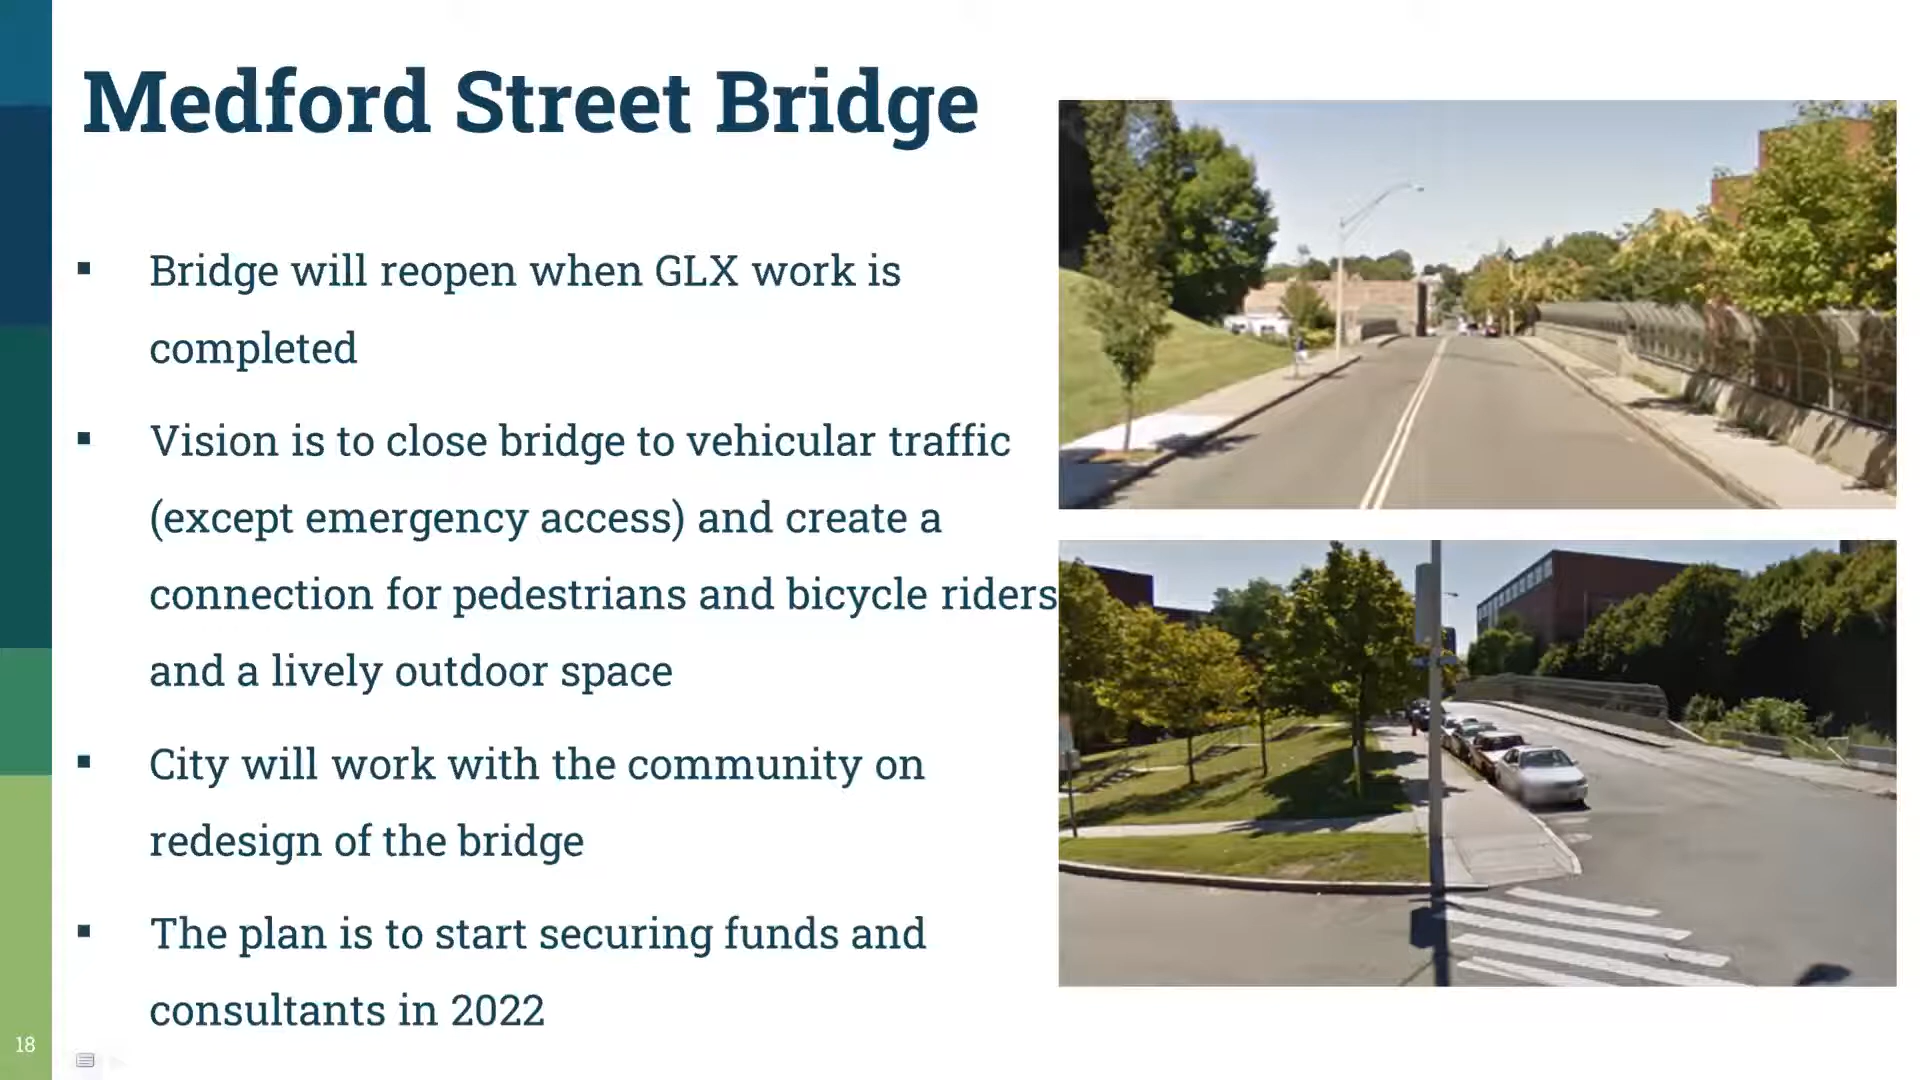 Medford Street Bridge
▪ Bridge will reopen when GLX work is
completed
▪ Vision is to close bridge to vehicular traffic
(except emergency access) and create a
connection for pedestrians and bicycle riders
and a lively outdoor space
▪ City will work with the community on
redesign of the bridge
▪ The plan is to start securing funds and
consultants in 2022
18